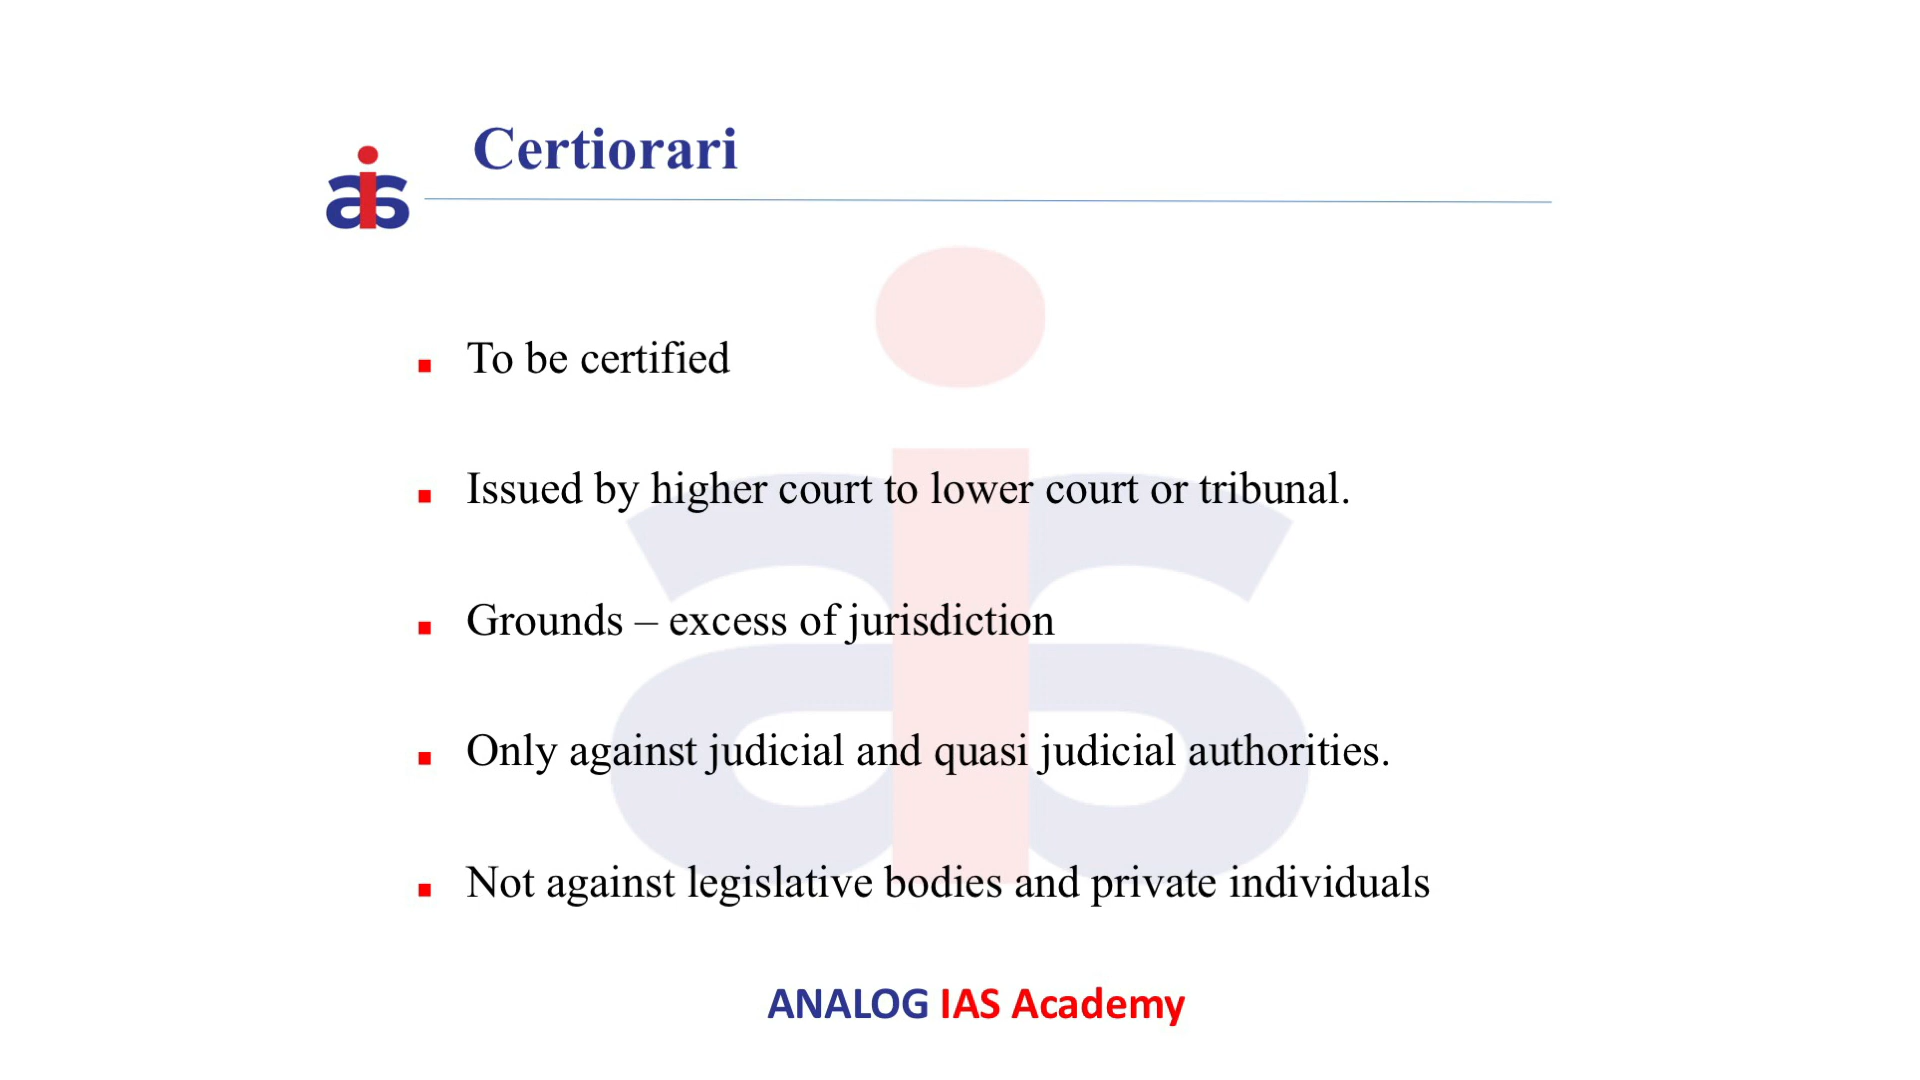 Certiorari
To be certified
Issued by higher court to lower court or tribunal.
Grounds – excess of jurisdiction
Only against judicial and quasi judicial authorities.
Not against legislative bodies and private individuals
ANALOG IAS Academy